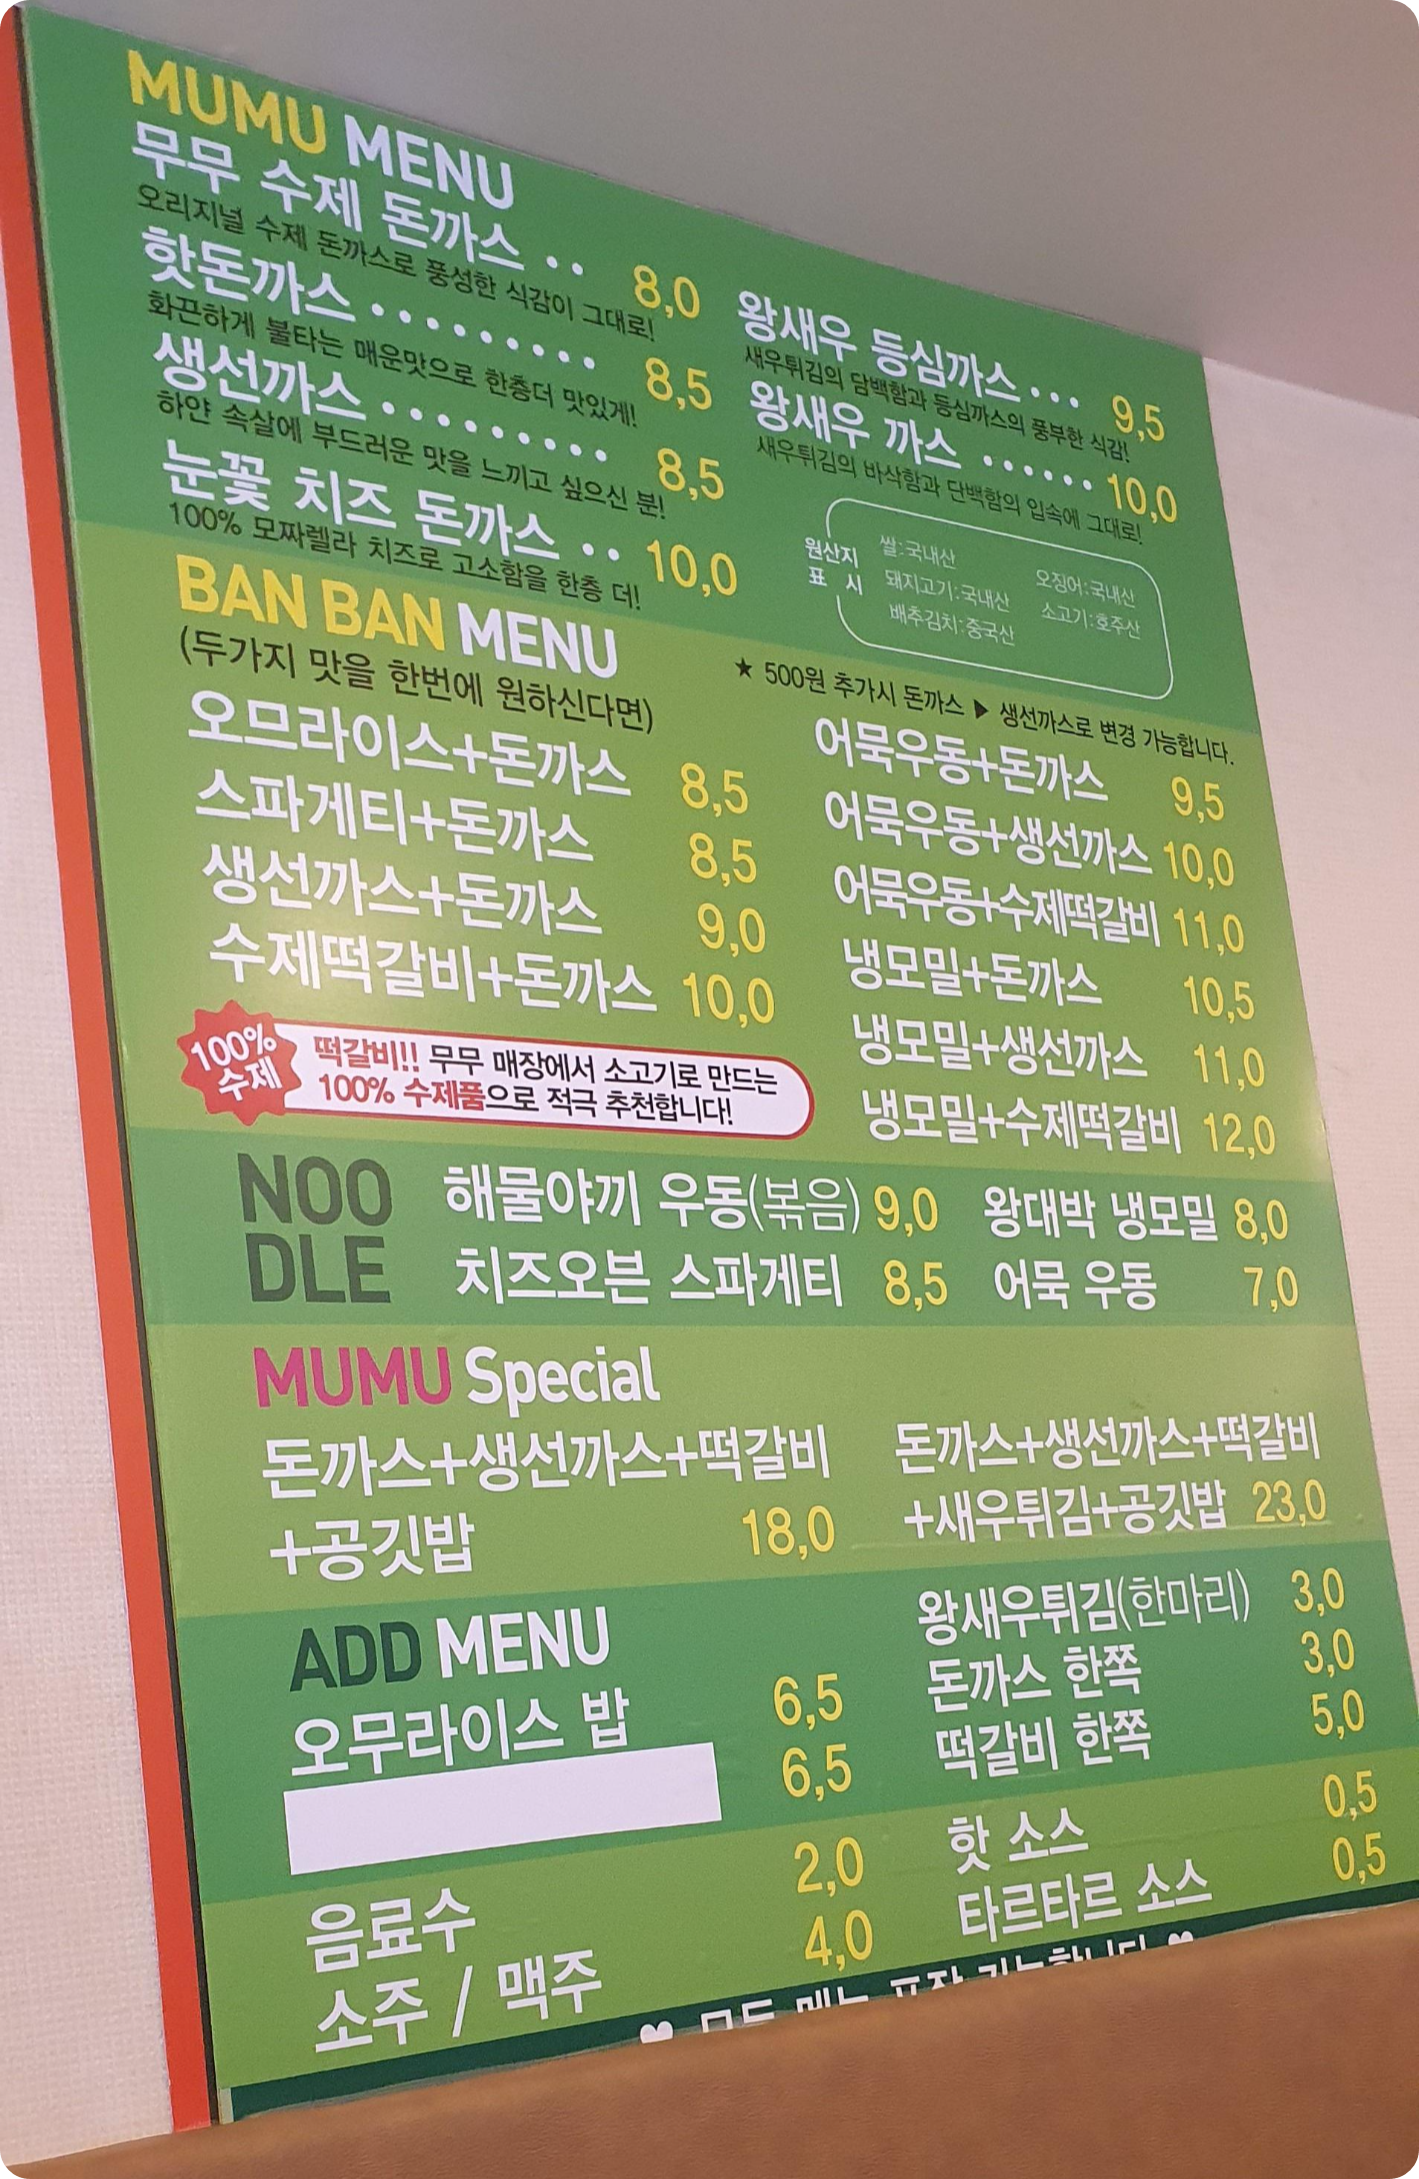 MUMU MENU
무무 수제 돈까스 ·· 8,0
오리지널 수제 돈까스로 풍성한 식감이 그대로!
핫돈까스 ········· 8,5
화끈하게 불타는 매운맛으로 한층더 맛있게!
생선까스 ········· 8,5
하얀 속살에 부드러운 맛을 느끼고 싶으신 분!
눈꽃 치즈 돈까스 ·· 10,0
100% 모짜렐라 치즈로 고소함을 한층 더!
왕새우 등심까스 ··· 9,5
새우튀김의 담백함과 등심까스의 풍부한 식감!
왕새우 까스 ······ 10,0
새우튀김의 바삭함과 단백함의 입속에 그대로!
원산지
표 시
쌀:국내산
돼지고기:국내산
배추김치:중국산
오징어:국내산
소고기:호주산
BAN BAN MENU
(두가지 맛을 한번에 원하신다면)
★ 500원 추가시 돈까스 ▶ 생선까스로 변경 가능합니다.
오므라이스+돈까스 8,5
스파게티+돈까스 8,5
생선까스+돈까스 9,0
수제떡갈비+돈까스 10,0
어묵우동+돈까스 9,5
어묵우동+생선까스 10,0
어묵우동+수제떡갈비 11,0
냉모밀+돈까스 10,5
냉모밀+생선까스 11,0
냉모밀+수제떡갈비 12,0
100%
수제
떡갈비!! 무무 매장에서 소고기로 만드는
100% 수제품으로 적극 추천합니다!
NOO
DLE
해물야끼 우동(볶음) 9,0
치즈오븐 스파게티 8,5
왕대박 냉모밀 8,0
어묵 우동 7,0
MUMU Special
돈까스+생선까스+떡갈비
+공깃밥 18,0
돈까스+생선까스+떡갈비
+새우튀김+공깃밥 23,0
ADD MENU
오무라이스 밥 6,5
6,5
왕새우튀김(한마리) 3,0
돈까스 한쪽 3,0
떡갈비 한쪽 5,0
음료수 2,0
소주 / 맥주 4,0
핫 소스 0,5
타르타르 소스 0,5
♥ 모든 메뉴 포장 가능합니다 ♥